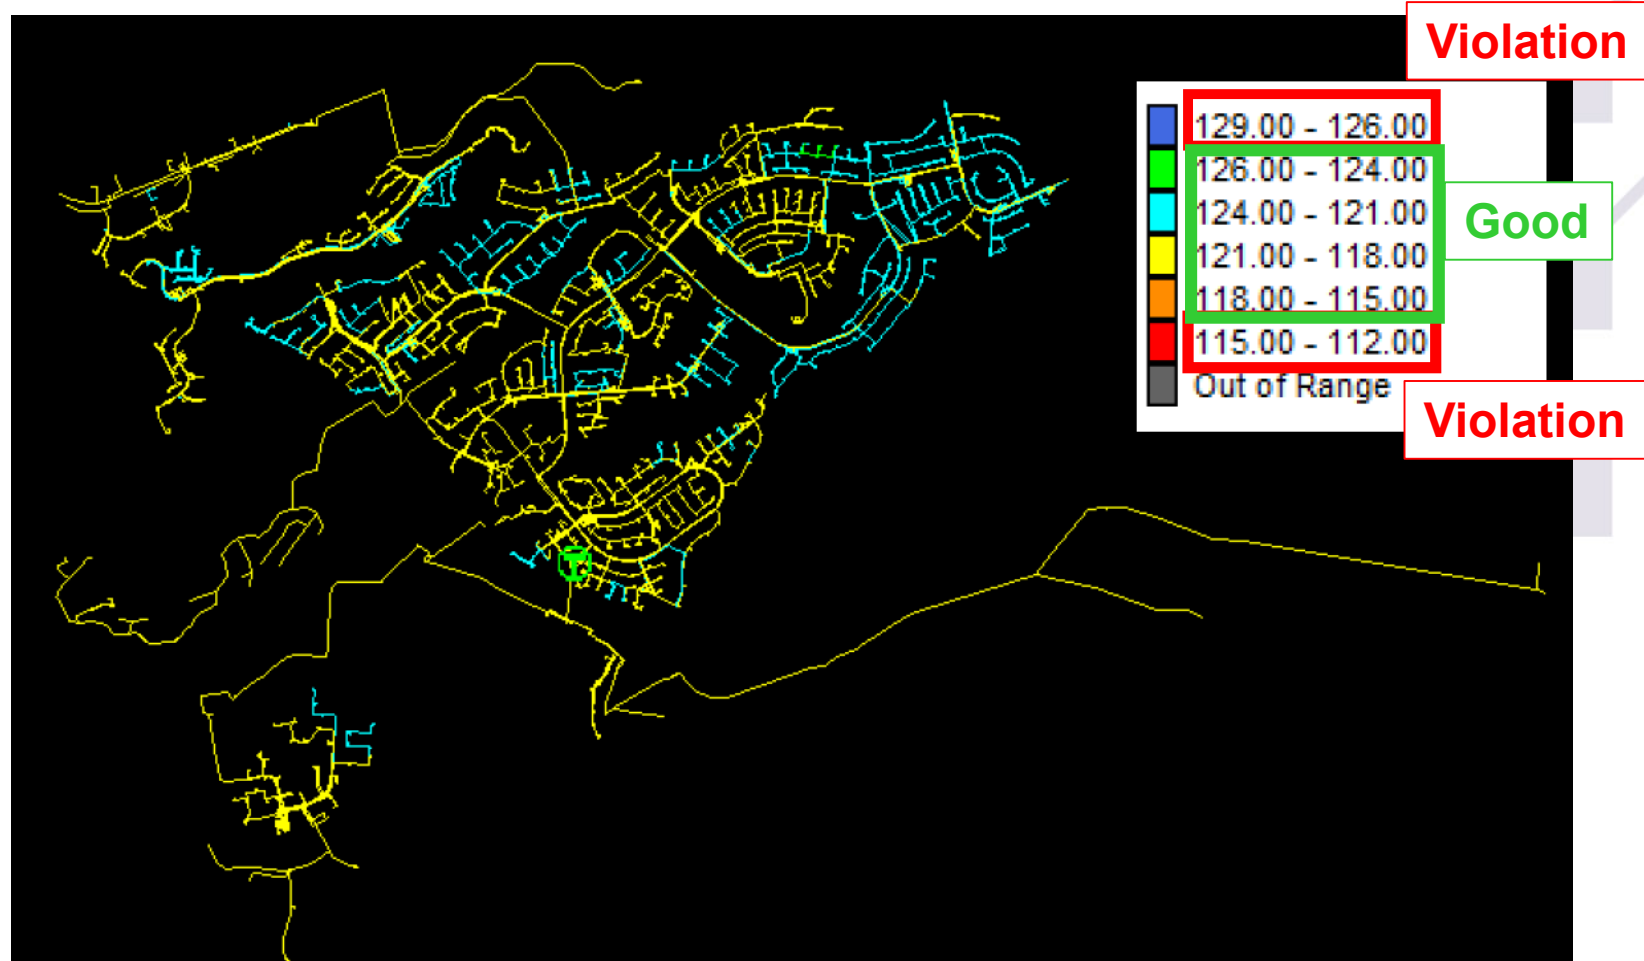 Violation
129.00 - 126.00
126.00 - 124.00
124.00 - 121.00
Good
121.00 - 118.00
118.00 - 115.00
115.00 - 112.00
Out of Range
Violation